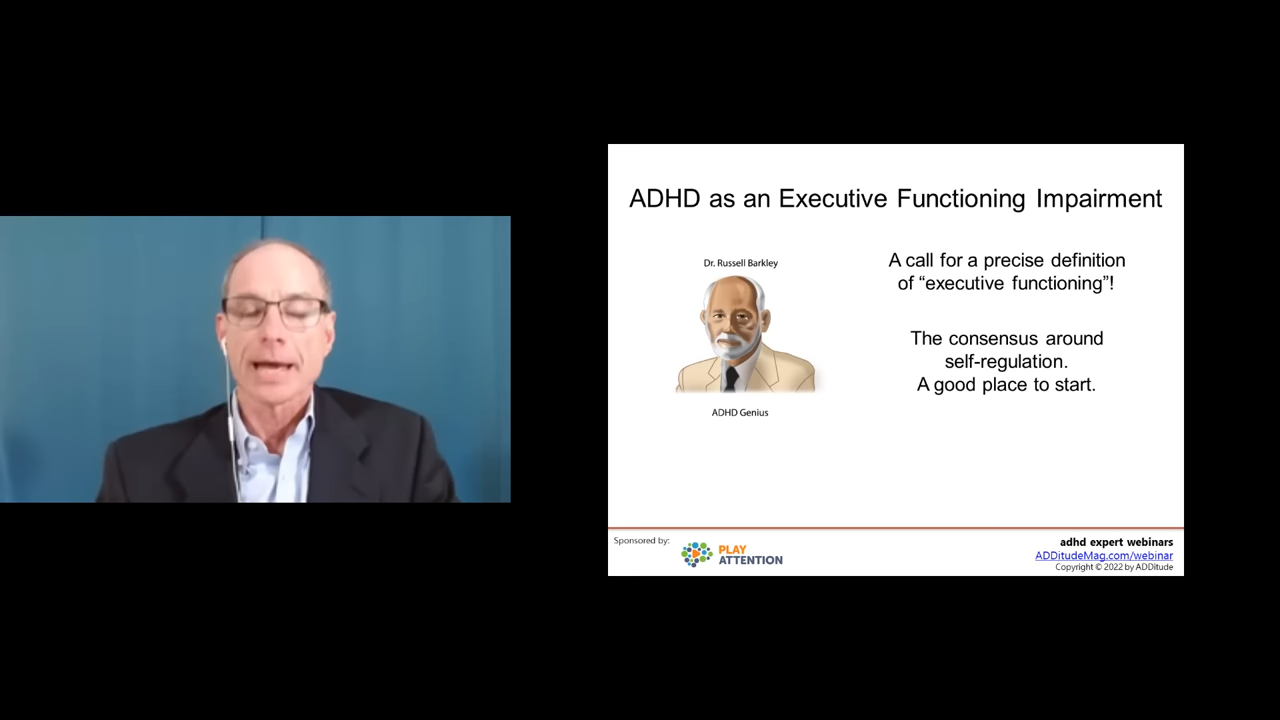 ADHD as an Executive Functioning Impairment
Dr. Russell Barkley
ADHD Genius
A call for a precise definition
of “executive functioning”!
The consensus around
self-regulation.
A good place to start.
Sponsored by:
PLAY
ATTENTION
adhd expert webinars
ADDitudeMag.com/webinar
Copyright © 2022 by ADDitude